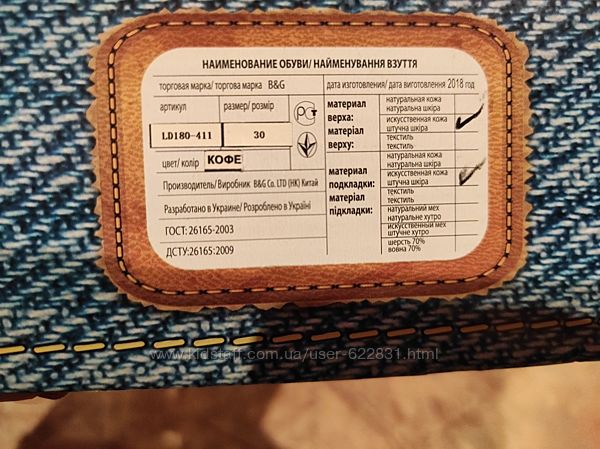 НАИМЕНОВАНИЕ ОБУВИ/ НАЙМЕНУВАННЯ ВЗУТТЯ
торговая марка/ торгова марка B&G
дата изготовления/ дата виготовлення 2018 год
артикул
размер/ розмір
LD180-411
30
цвет/ колір КОФЕ
Производитель/ Виробник B&G Co. LTD (HK) Китай
Разработано в Украине/ Розроблено в Україні
ГОСТ: 26165-2003
ДСТУ:26165:2009
материал
верха:
матеріал
верху:
натуральная кожа
натуральна шкіра
искусственная кожа
штучна шкіра
текстиль
текстиль
материал
подкладки:
матеріал
підкладки:
натуральная кожа
натуральна шкіра
искусственная кожа
штучна шкіра
текстиль
текстиль
натуральний мех
натуральне хутро
искусственный мех
штучне хутро
шерсть 70%
вовна 70%
www.kidstaff.com.ua/user-622831.html